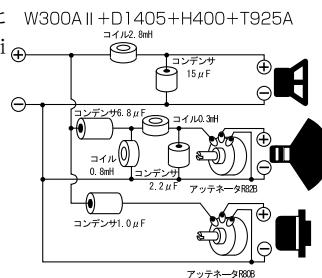 と W300AⅡ+D1405+H400+T925A
i
コイル2.8mH
コンデンサ
15μF
コンデンサ6.8μF
コイル0.3mH
コイル
0.8mH
コンデンサ
2.2μF
アッテネータR82B
コンデンサ1.0μF
アッテネータR80B